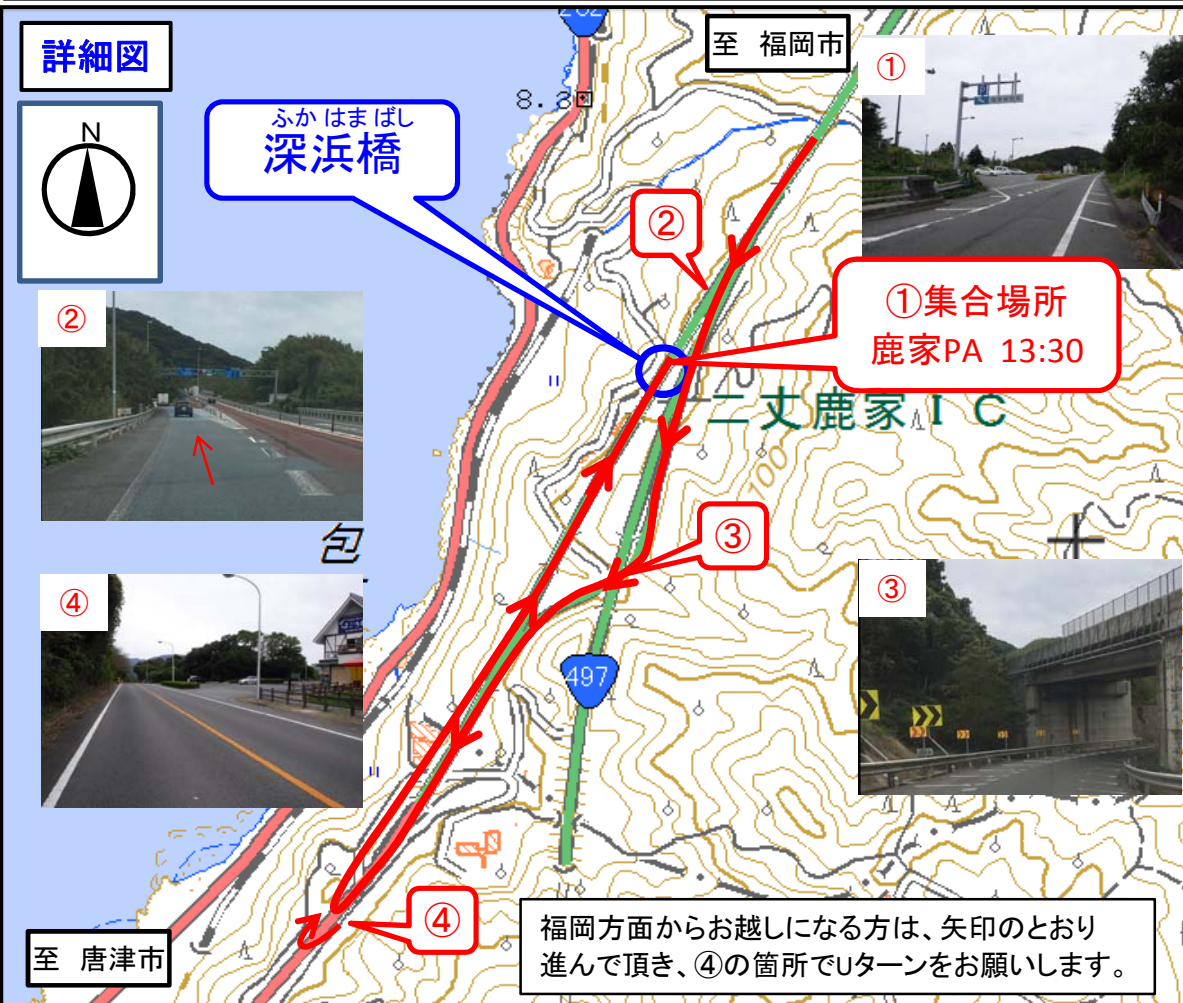 詳細図
N
ふか はま ばし
深浜橋
202
8.3
至 福岡市
①
②
①集合場所
鹿家PA 13:30
②
二丈鹿家ＩＣ
100
包
③
③
④
497
④
至 唐津市
福岡方面からお越しになる方は、矢印のとおり
進んで頂き、④の箇所でUターンをお願いします。